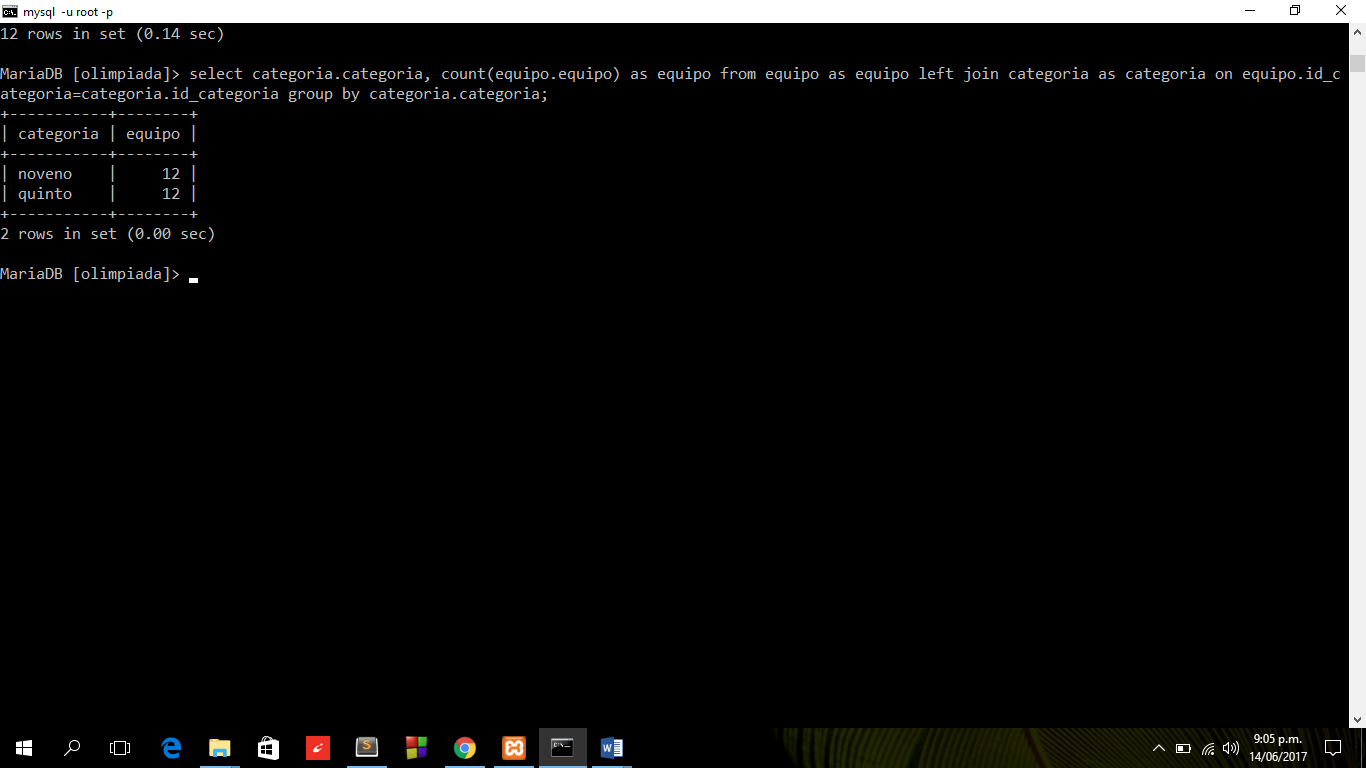 mysql -u root -p
12 rows in set (0.14 sec)
MariaDB [olimpiada]> select categoria.categoria, count(equipo.equipo) as equipo from equipo as equipo left join categoria as categoria on equipo.id_c
ategoria=categoria.id_categoria group by categoria.categoria;
+-----------+--------+
| categoria | equipo |
+-----------+--------+
| noveno    |     12 |
| quinto    |     12 |
+-----------+--------+
2 rows in set (0.00 sec)
MariaDB [olimpiada]>
9:05 p.m.
14/06/2017